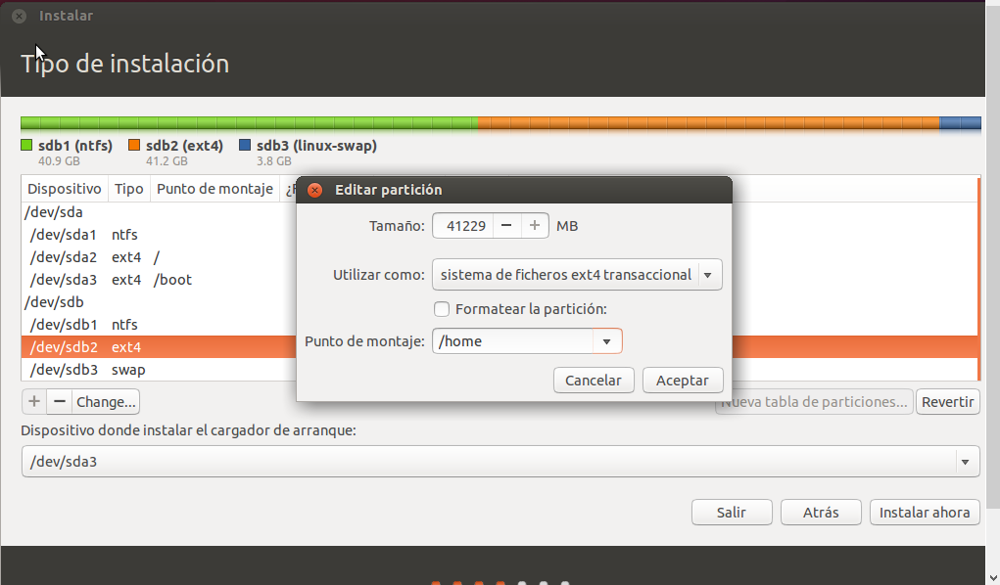 Instalar
Tipo de instalación
sdb1 (ntfs) sdb2 (ext4) sdb3 (linux-swap)
40.9 GB 41.2 GB 3.8 GB
Dispositivo Tipo Punto de montaje
/dev/sda
/dev/sda1 ntfs
/dev/sda2 ext4 /
/dev/sda3 ext4 /boot
/dev/sdb
/dev/sdb1 ntfs
/dev/sdb2 ext4
/dev/sdb3 swap
Editar partición
Tamaño: 41229 − + MB
Utilizar como: sistema de ficheros ext4 transaccional
Formatear la partición:
Punto de montaje: /home
Cancelar Aceptar
+ − Change... Nueva tabla de particiones... Revertir
Dispositivo donde instalar el cargador de arranque:
/dev/sda3
Salir Atrás Instalar ahora